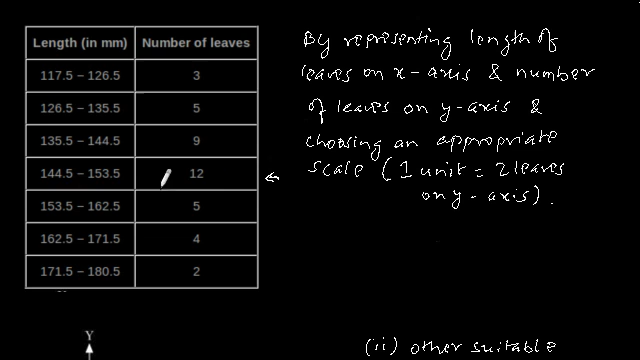 Length (in mm) Number of leaves
117.5 – 126.5 3
126.5 – 135.5 5
135.5 – 144.5 9
144.5 – 153.5 12
153.5 – 162.5 5
162.5 – 171.5 4
171.5 – 180.5 2
By representing length of
leaves on x-axis & number
of leaves on y-axis &
choosing an appropriate
scale (1 unit = 2 leaves
on y-axis).
Y
(ii) other suitable